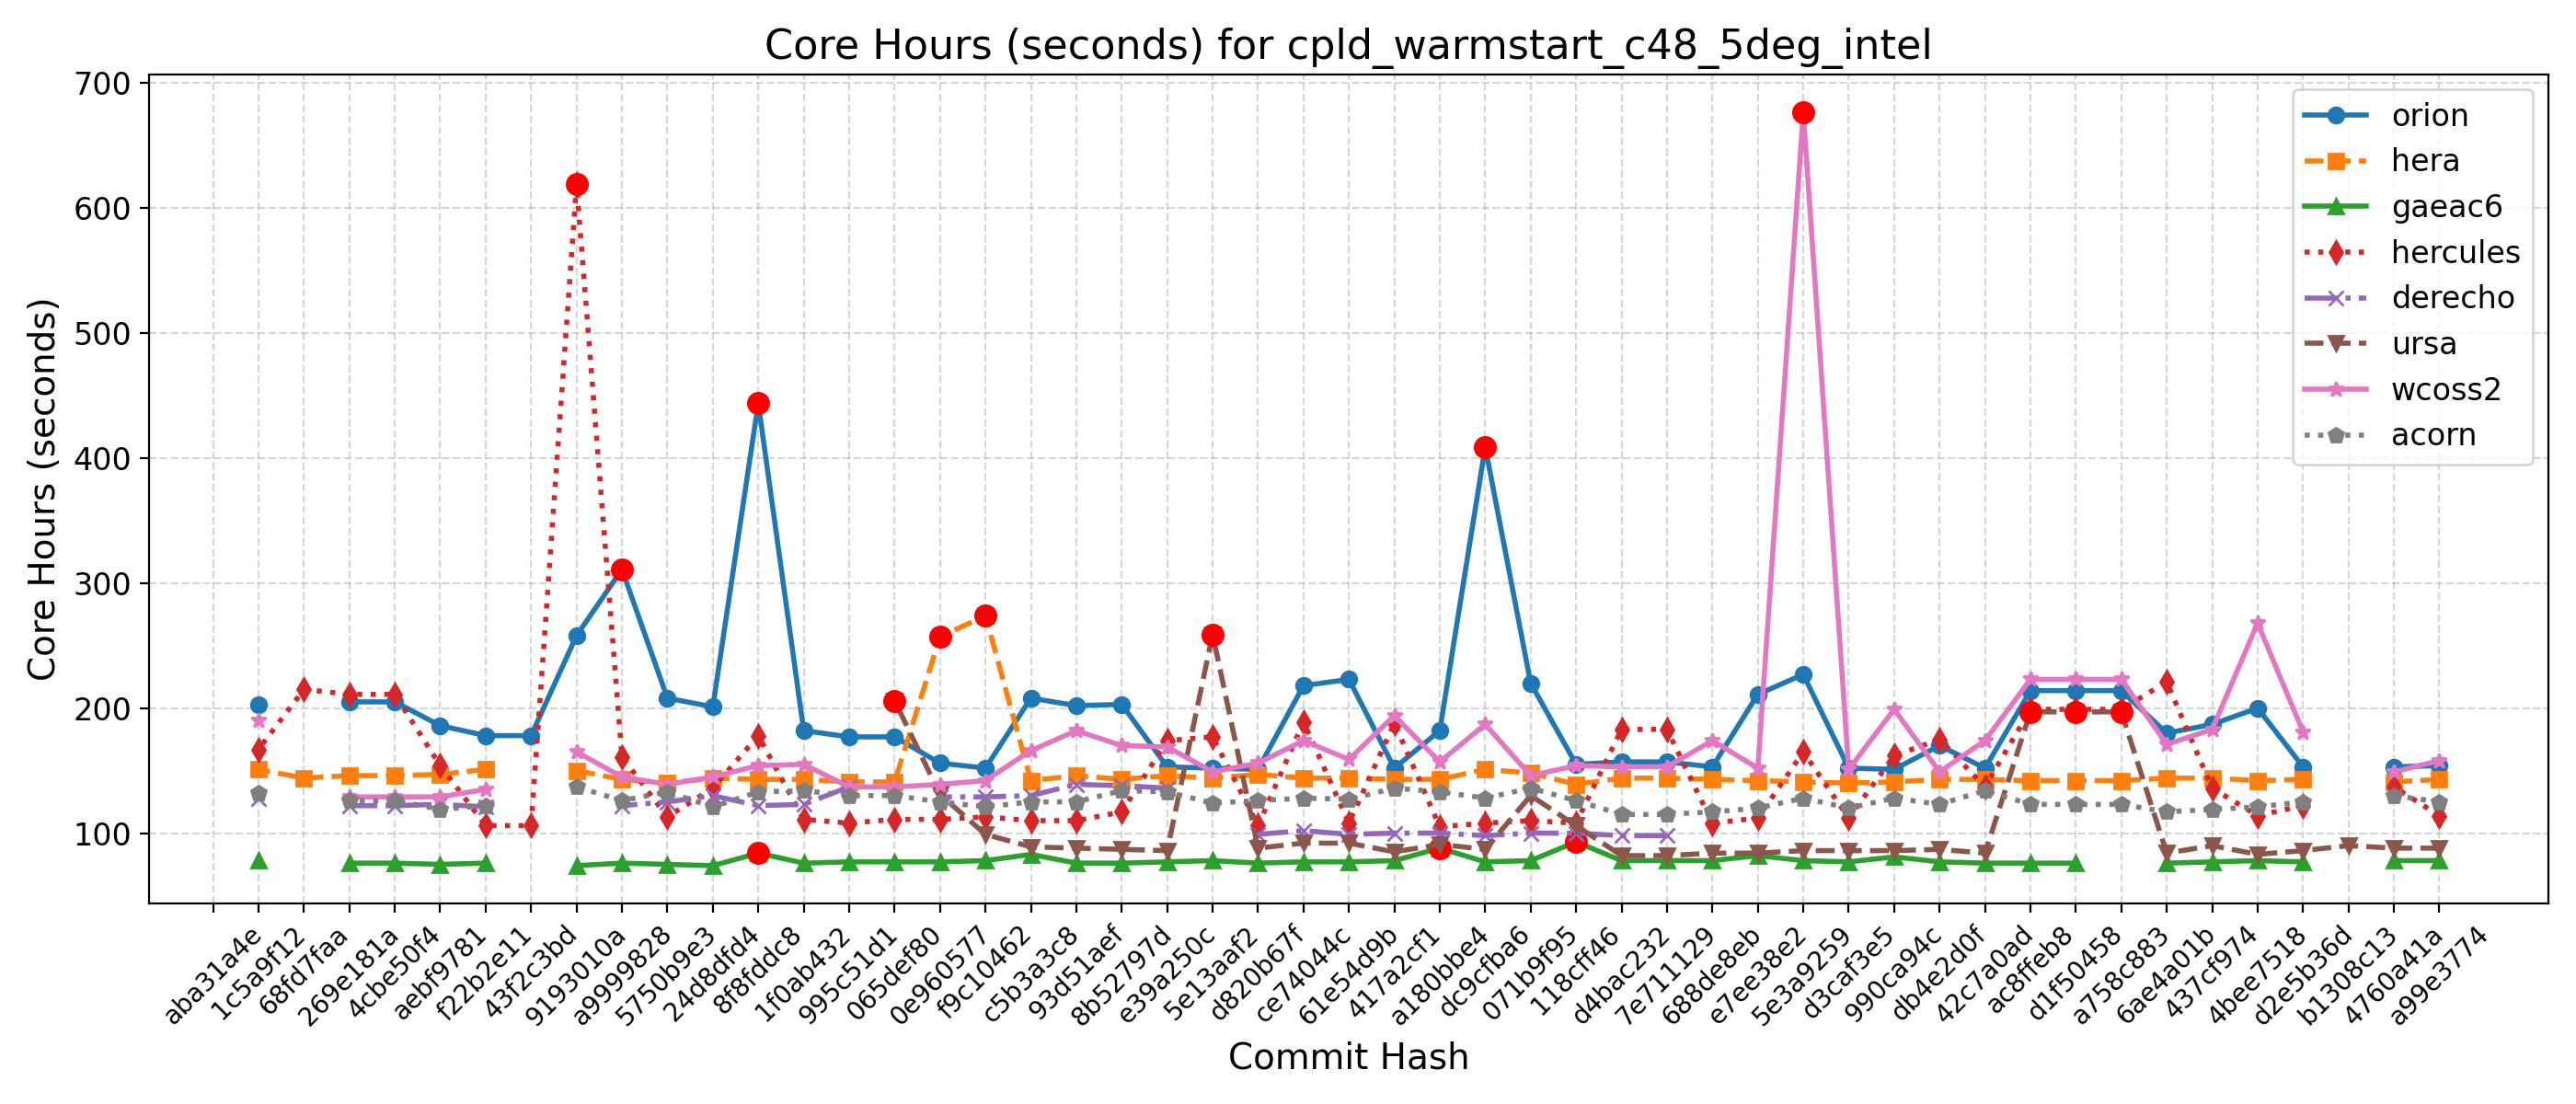 Core Hours (seconds) for cpld_warmstart_c48_5deg_intel
Core Hours (seconds)
700
600
500
400
300
200
100
orion
hera
gaeac6
hercules
derecho
ursa
wcoss2
acorn
aba31a4e
1c5a9f12
68fd7faa
269e181a
4cbe50f4
aebf9781
f22b2e11
43f2c3bd
9193010a
a9999828
5750b9e3
24d8dfd4
8f8fddc8
1f0ab432
995c51d1
065def80
0e960577
f9c10462
c5b3a3c8
93d51aef
8b52797d
e39a250c
5e13aaf2
d820b67f
ce74044c
61e54d9b
417a2cf1
a180bbe4
dc9cfba6
071b9f95
118cff46
d4bac232
7e711129
688de8eb
e7ee38e2
5e3a9259
d3caf3e5
990ca94c
db4e2d0f
42c7a0ad
ac8ffeb8
d1f50458
a758c883
6ae4a01b
437cf974
4bee7518
d2e5b36d
b1308c13
4760a41a
a99e3774
Commit Hash